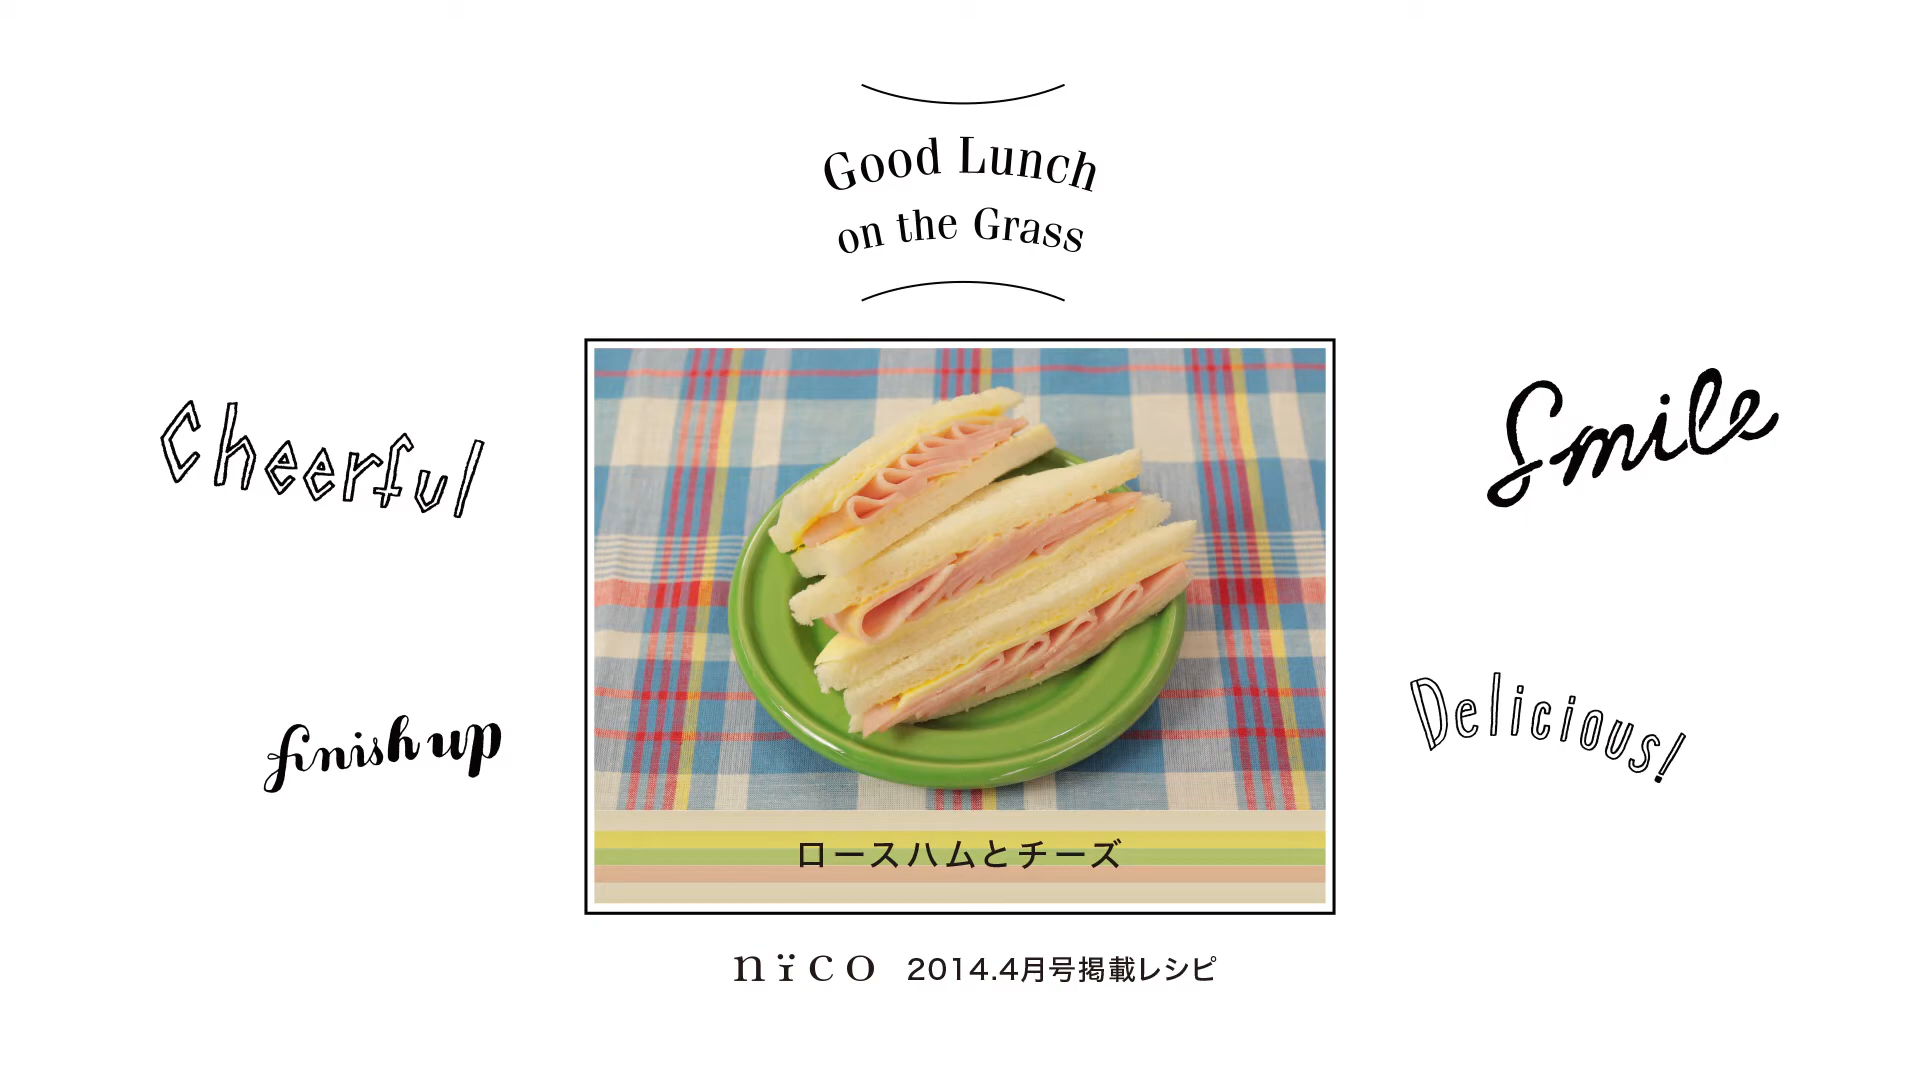 Good Lunch
on the Grass
Cheerful
Smile
finish up
Delicious!
ロースハムとチーズ
nico 2014.4月号掲載レシピ